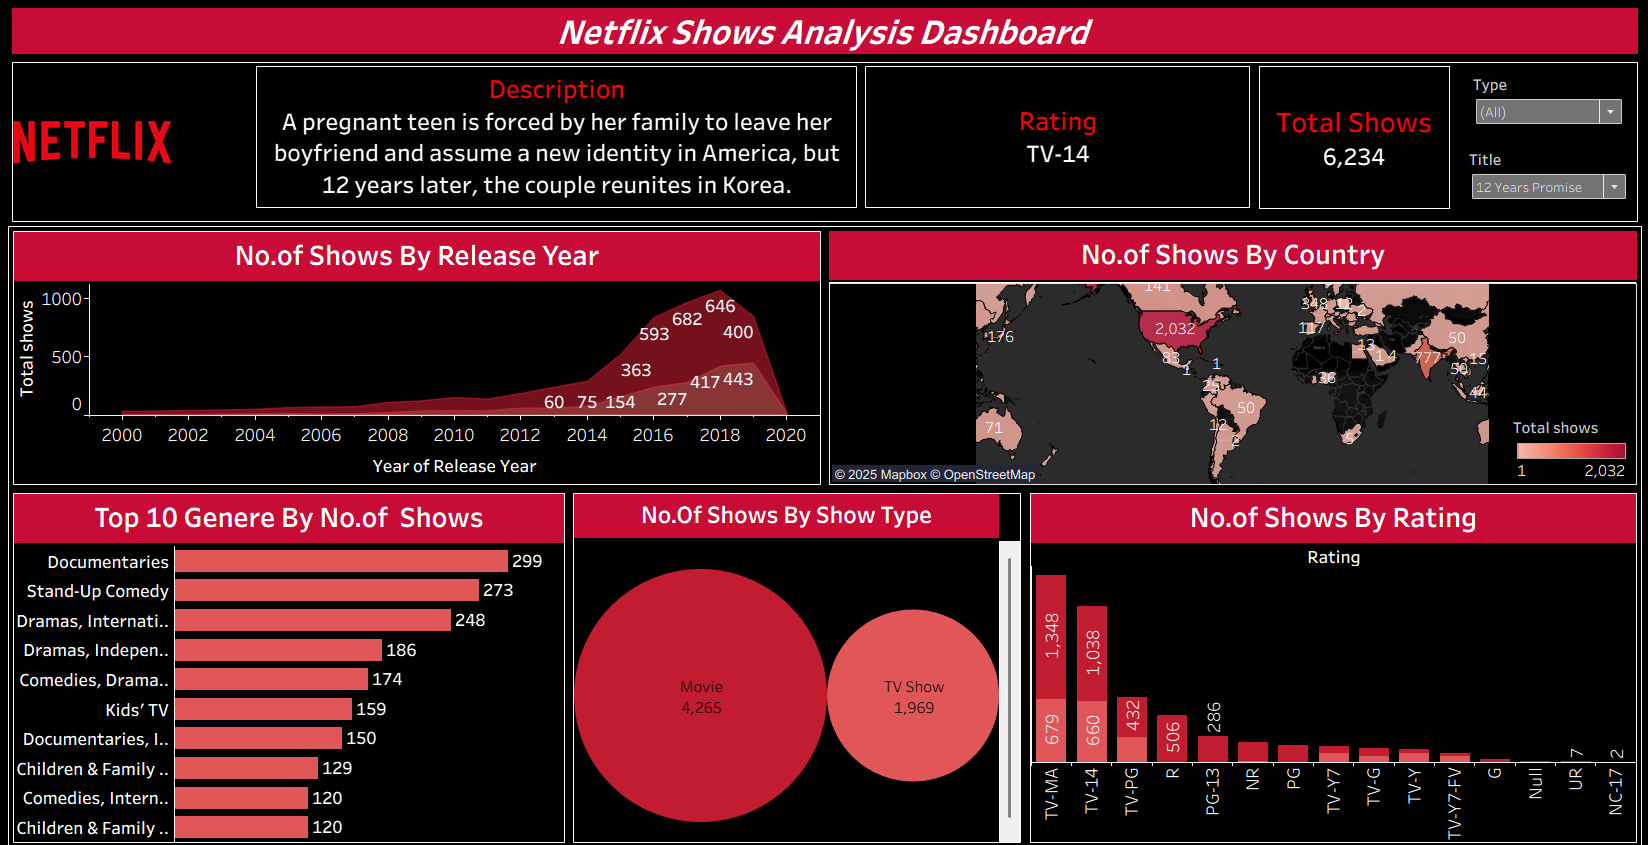 Netflix Shows Analysis Dashboard
NETFLIX
Description
A pregnant teen is forced by her family to leave her
boyfriend and assume a new identity in America, but
12 years later, the couple reunites in Korea.
Rating
TV-14
Total Shows
6,234
Type
(All)
Title
12 Years Promise
No.of Shows By Release Year
Total shows
1000
500
0
646
682
593
400
363
417
443
60
75
154
277
2000 2002 2004 2006 2008 2010 2012 2014 2016 2018 2020
Year of Release Year
No.of Shows By Country
141
348
12
2
176
2,032
117
13
50
83
1
1
1
4
777
15
50
36
44
50
71
12
2
5
© 2025 Mapbox © OpenStreetMap
Total shows
1
2,032
Top 10 Genere By No.of  Shows
Documentaries 299
Stand-Up Comedy 273
Dramas, Internati.. 248
Dramas, Indepen.. 186
Comedies, Drama.. 174
Kids' TV 159
Documentaries, I.. 150
Children & Family .. 129
Comedies, Intern.. 120
Children & Family .. 120
No.Of Shows By Show Type
Movie
4,265
TV Show
1,969
No.of Shows By Rating
Rating
1,348
679
1,038
660
432
506
286
7
2
TV-MA
TV-14
TV-PG
R
PG-13
NR
PG
TV-Y7
TV-G
TV-Y
TV-Y7-FV
G
Null
UR
NC-17